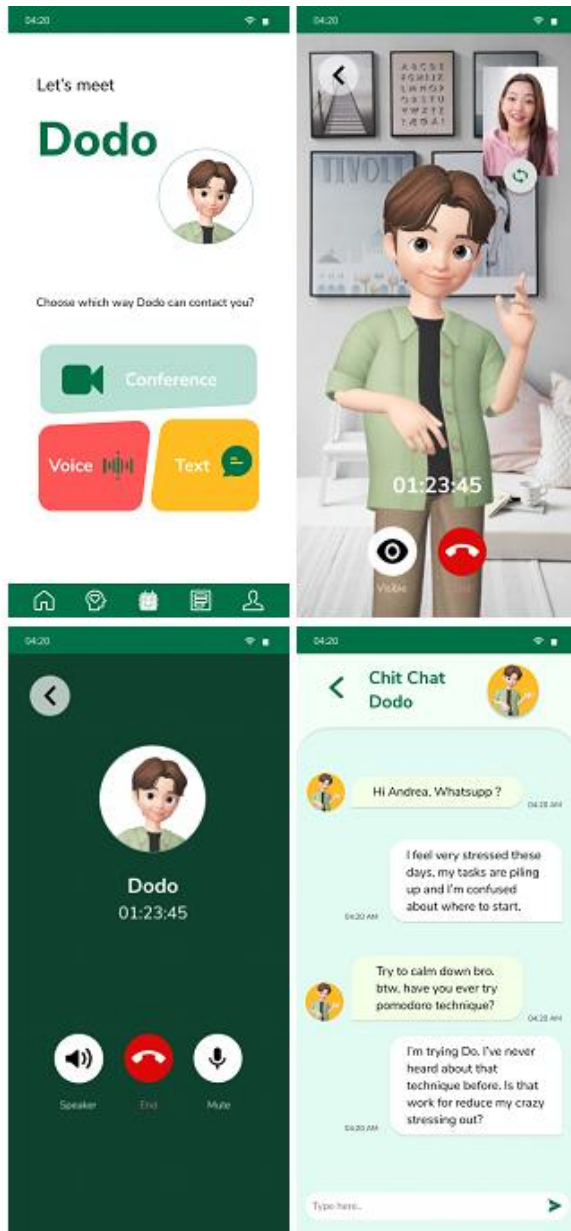 04:20
Let's meet
Dodo
Choose which way Dodo can contact you?
Conference
Voice
Text
04:20
TIVOLI
01:23:45
Visible
04:20
Dodo
01:23:45
Speaker
End
Mute
04:20
Chit Chat
Dodo
Hi Andrea, Whatsupp ?
04:20 AM
I feel very stressed these
days, my tasks are piling
up and I'm confused
about where to start.
04:20 AM
Try to calm down bro.
btw, have you ever try
pomodoro technique?
04:20 AM
I'm trying Do. I've never
heard about that
technique before. Is that
work for reduce my crazy
stressing out?
04:20 AM
Type here..